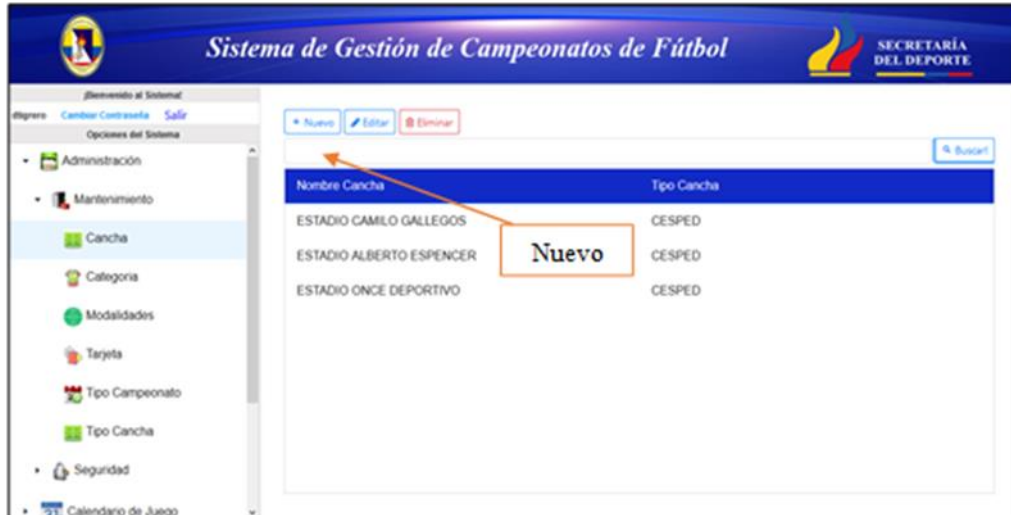 Sistema de Gestión de Campeonatos de Fútbol
SECRETARÍA
DEL DEPORTE
¡Bienvenido al Sistema!
dtigrero Cambiar Contraseña Salir
Opciones del Sistema
Administración
Mantenimiento
Cancha
Categoria
Modalidades
Tarjeta
Tipo Campeonato
Tipo Cancha
Seguridad
Calendario de Juego
+ Nuevo Editar Eliminar
Buscar!
Nombre Cancha Tipo Cancha
ESTADIO CAMILO GALLEGOS CESPED
ESTADIO ALBERTO ESPENCER CESPED
ESTADIO ONCE DEPORTIVO CESPED
Nuevo